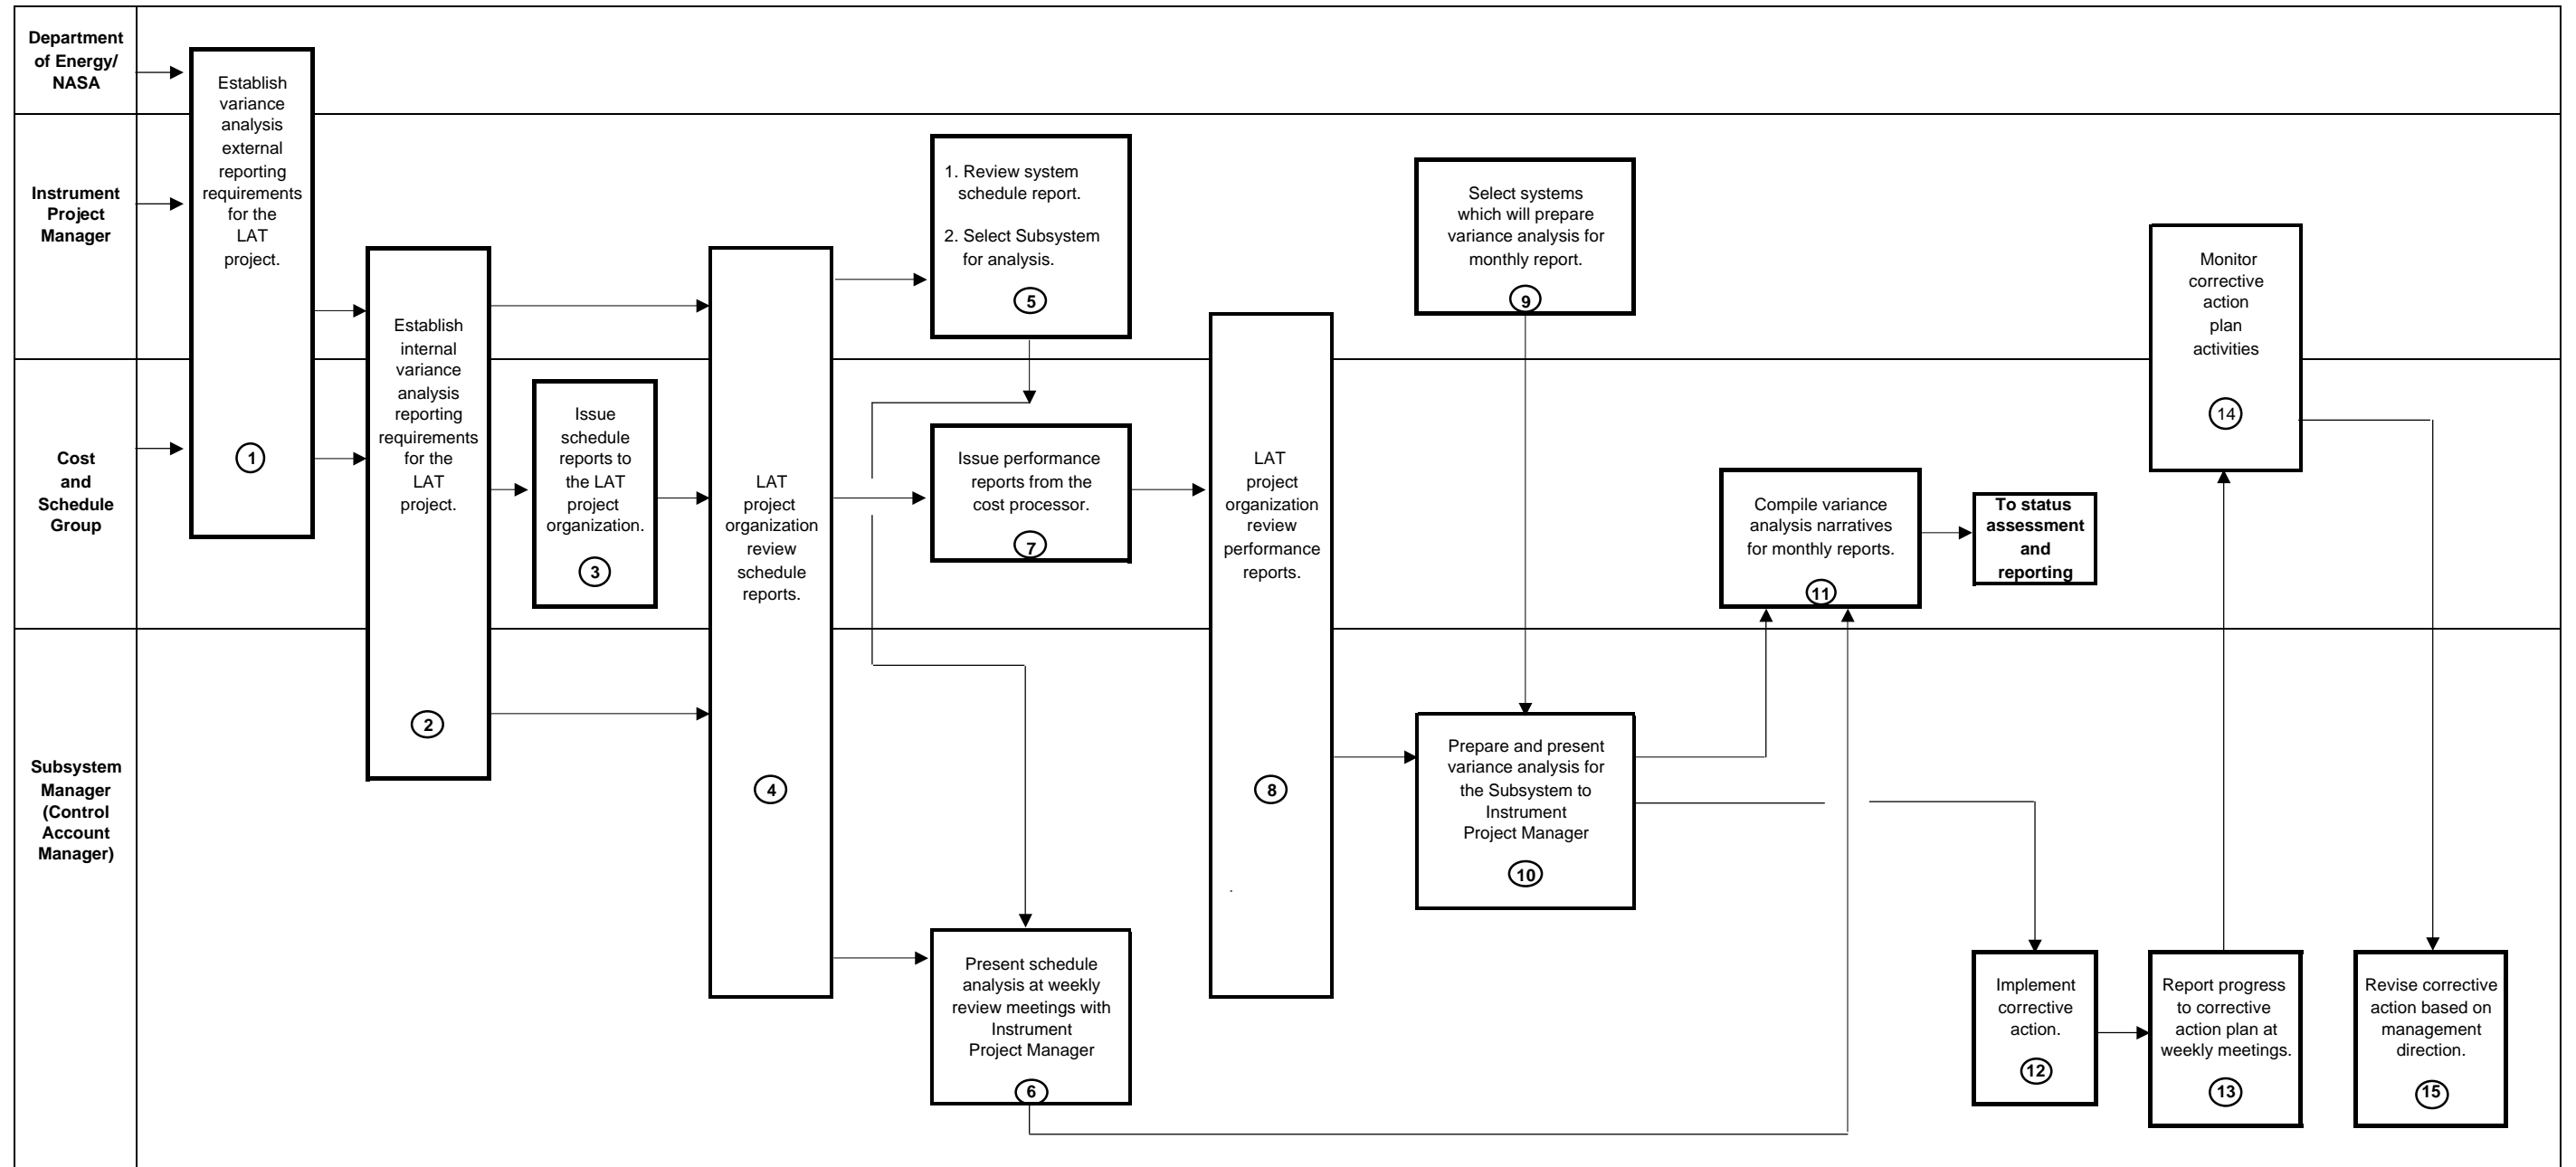 Department
of Energy/
NASA
Instrument
Project
Manager
Cost
and
Schedule
Group
Subsystem
Manager
(Control
Account
Manager)
Establish
variance
analysis
external
reporting
requirements
for the
LAT
project.
1
Establish
internal
variance
analysis
reporting
requirements
for the
LAT
project.
2
Issue
schedule
reports to
the LAT
project
organization.
3
LAT
project
organization
review
schedule
reports.
4
1. Review system
schedule report.
2. Select Subsystem
for analysis.
5
Present schedule
analysis at weekly
review meetings with
Instrument
Project Manager
6
Issue performance
reports from the
cost processor.
7
LAT
project
organization
review
performance
reports.
8
.
Select systems
which will prepare
variance analysis for
monthly report.
9
Prepare and present
variance analysis for
the Subsystem to
Instrument
Project Manager
10
Compile variance
analysis narratives
for monthly reports.
11
To status
assessment
and
reporting
Implement
corrective
action.
12
Report progress
to corrective
action plan at
weekly meetings.
13
Monitor
corrective
action
plan
activities
14
Revise corrective
action based on
management
direction.
15